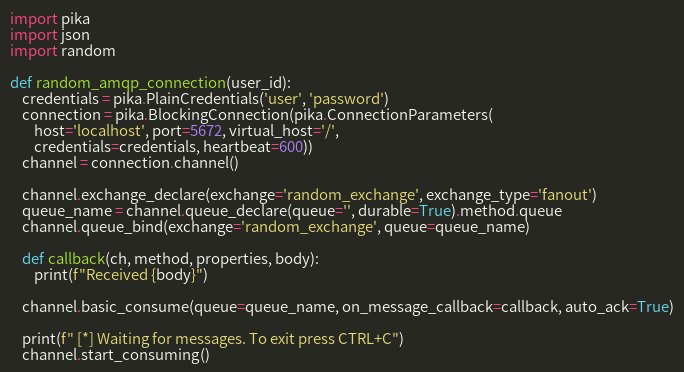 import pika
import json
import random

def random_amqp_connection(user_id):
    credentials = pika.PlainCredentials('user', 'password')
    connection = pika.BlockingConnection(pika.ConnectionParameters(
        host='localhost', port=5672, virtual_host='/',
        credentials=credentials, heartbeat=600))
    channel = connection.channel()

    channel.exchange_declare(exchange='random_exchange', exchange_type='fanout')
    queue_name = channel.queue_declare(queue='', durable=True).method.queue
    channel.queue_bind(exchange='random_exchange', queue=queue_name)

    def callback(ch, method, properties, body):
        print(f"Received {body}")

    channel.basic_consume(queue=queue_name, on_message_callback=callback, auto_ack=True)

    print(f" [*] Waiting for messages. To exit press CTRL+C")
    channel.start_consuming()